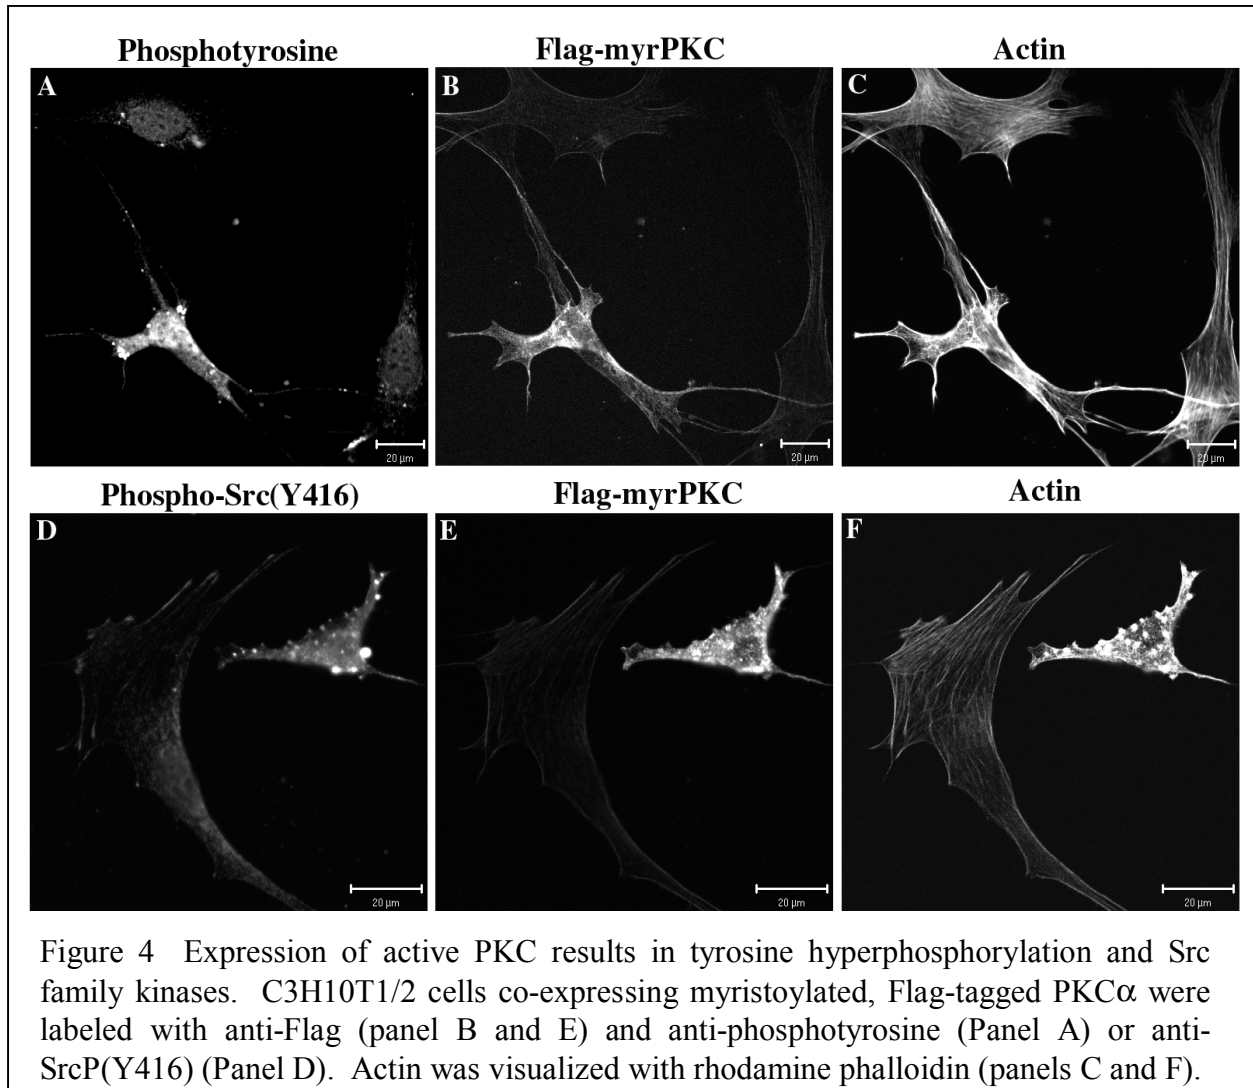 Phosphotyrosine Flag-myrPKC Actin
A B C
20 µm 20 µm 20 µm
Phospho-Src(Y416) Flag-myrPKC Actin
D E F
20 µm 20 µm 20 µm
Figure 4 Expression of active PKC results in tyrosine hyperphosphorylation and Src
family kinases. C3H10T1/2 cells co-expressing myristoylated, Flag-tagged PKCα were
labeled with anti-Flag (panel B and E) and anti-phosphotyrosine (Panel A) or anti-
SrcP(Y416) (Panel D). Actin was visualized with rhodamine phalloidin (panels C and F).